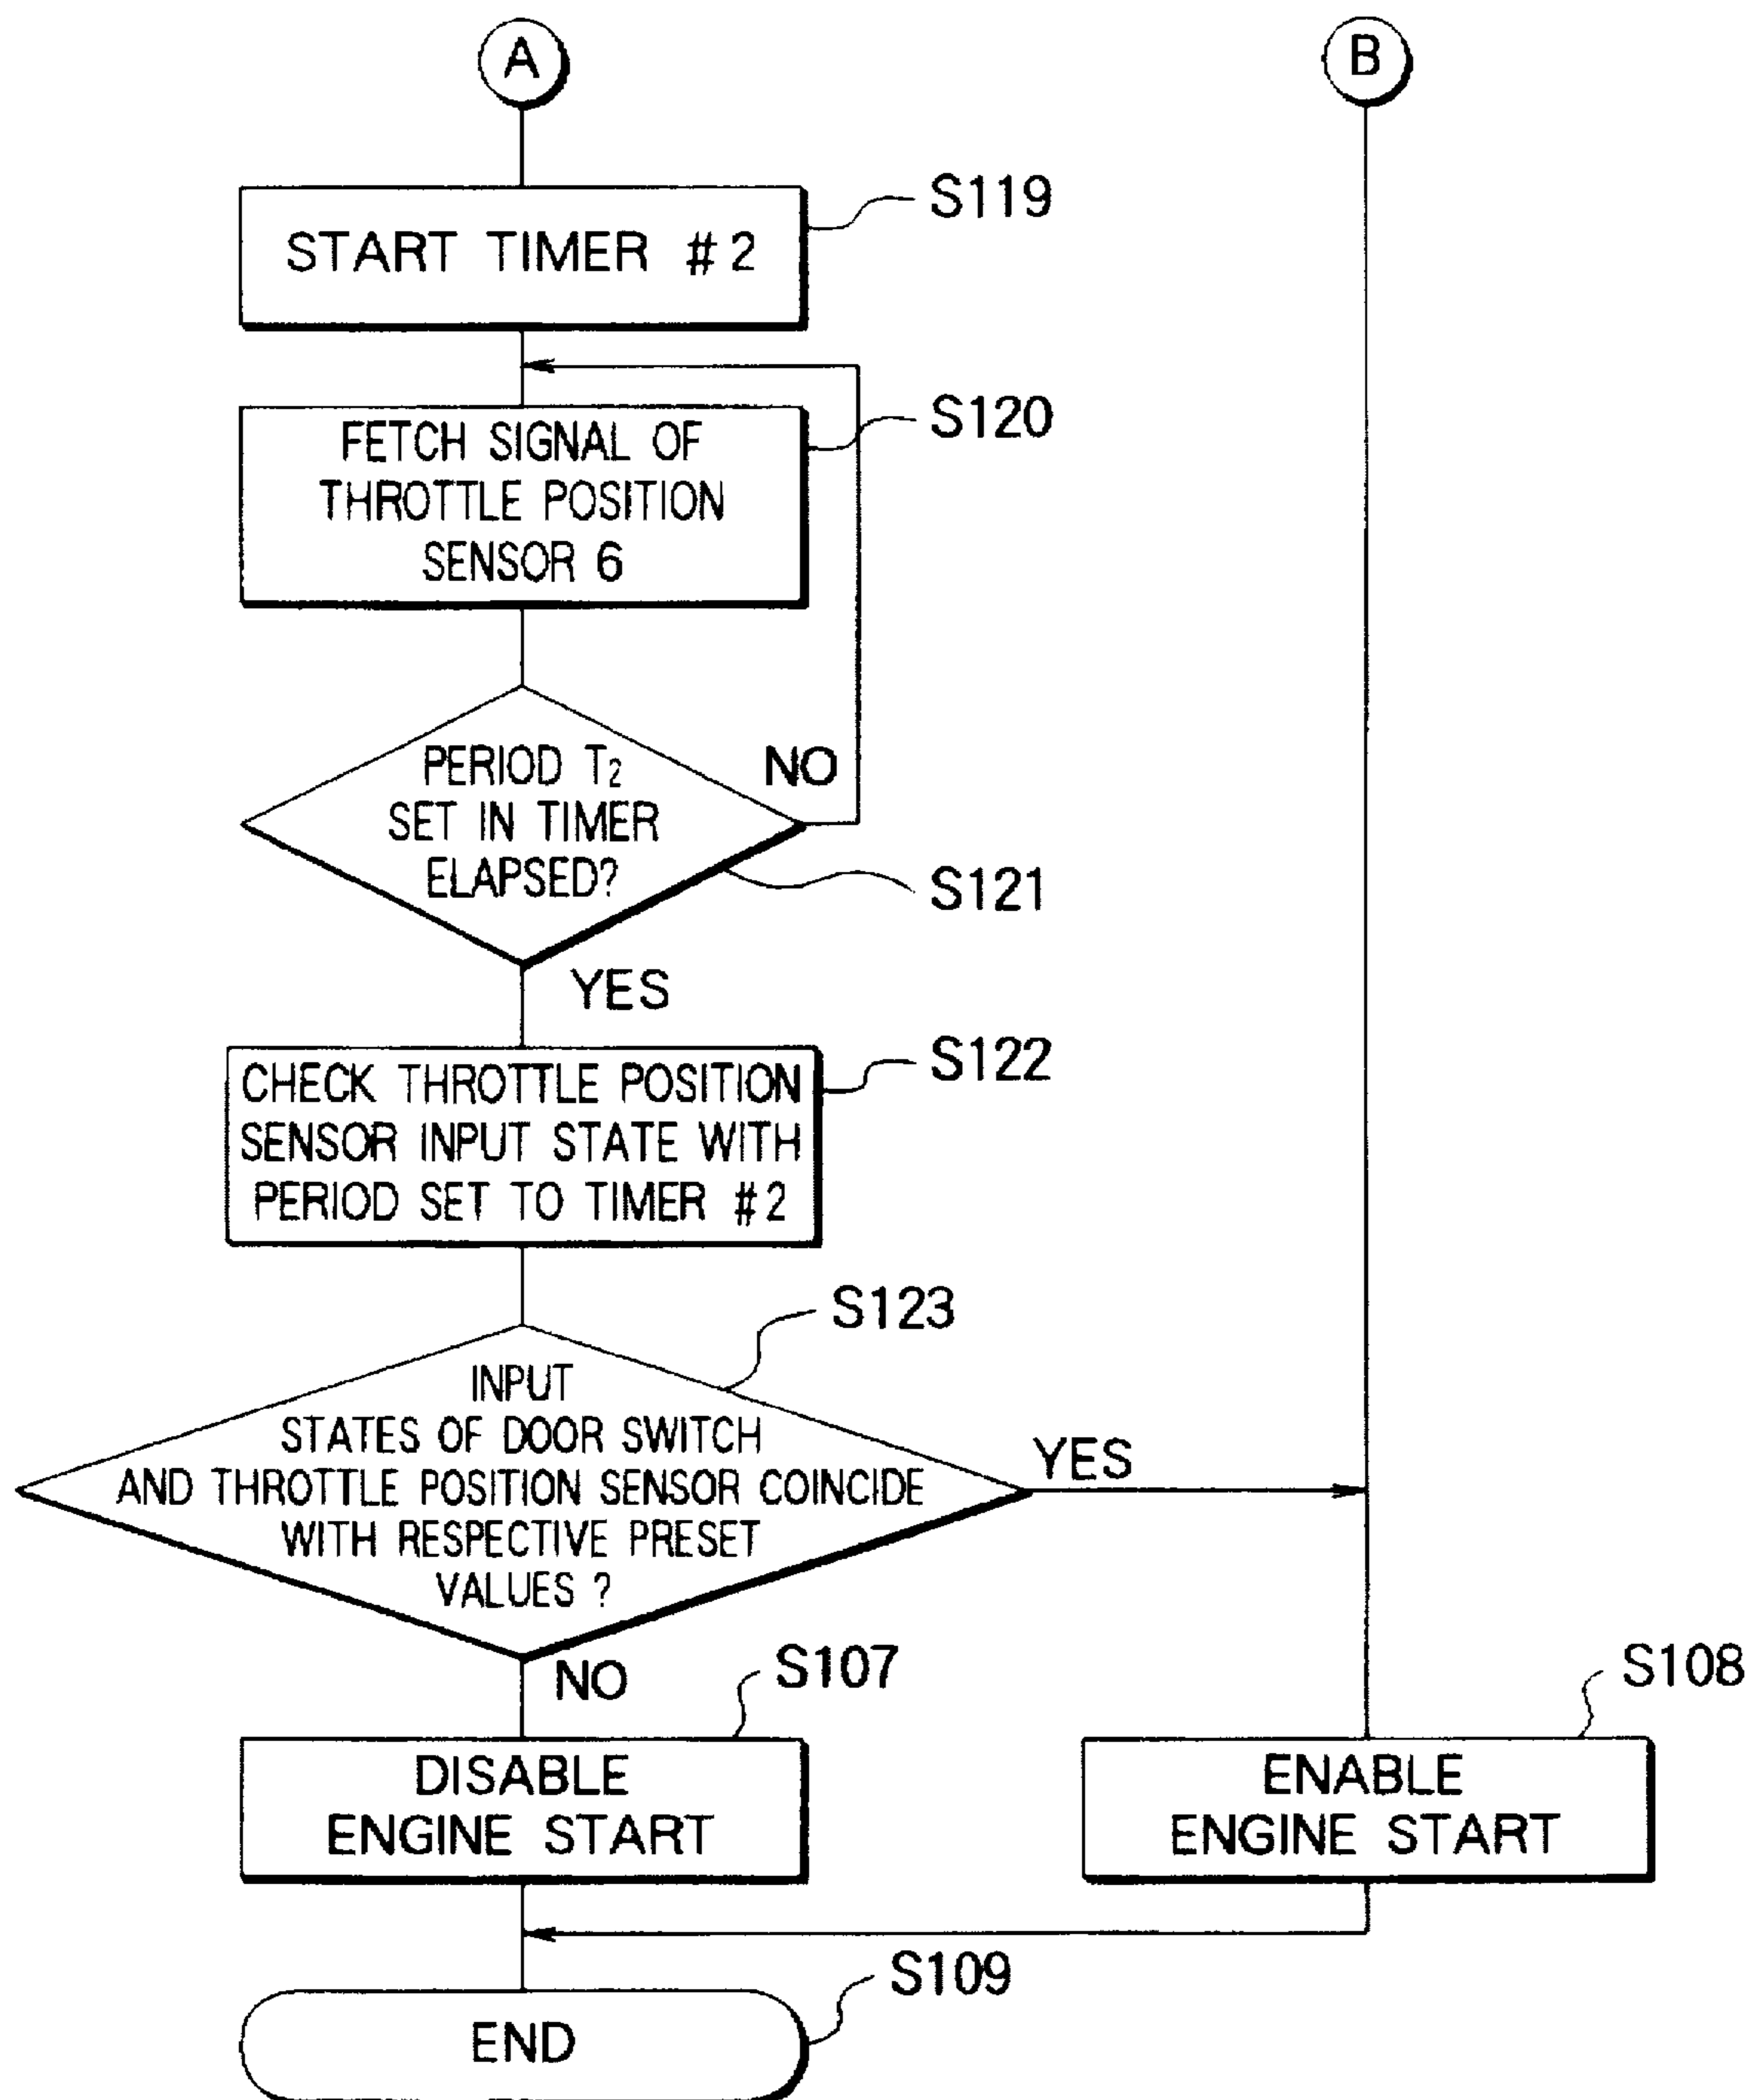 A
B
START TIMER #2
S119
FETCH SIGNAL OF
THROTTLE POSITION
SENSOR 6
S120
PERIOD T2
SET IN TIMER
ELAPSED?
NO
S121
YES
CHECK THROTTLE POSITION
SENSOR INPUT STATE WITH
PERIOD SET TO TIMER #2
S122
S123
INPUT
STATES OF DOOR SWITCH
AND THROTTLE POSITION SENSOR COINCIDE
WITH RESPECTIVE PRESET
VALUES ?
YES
NO
S107
DISABLE
ENGINE START
S108
ENABLE
ENGINE START
S109
END